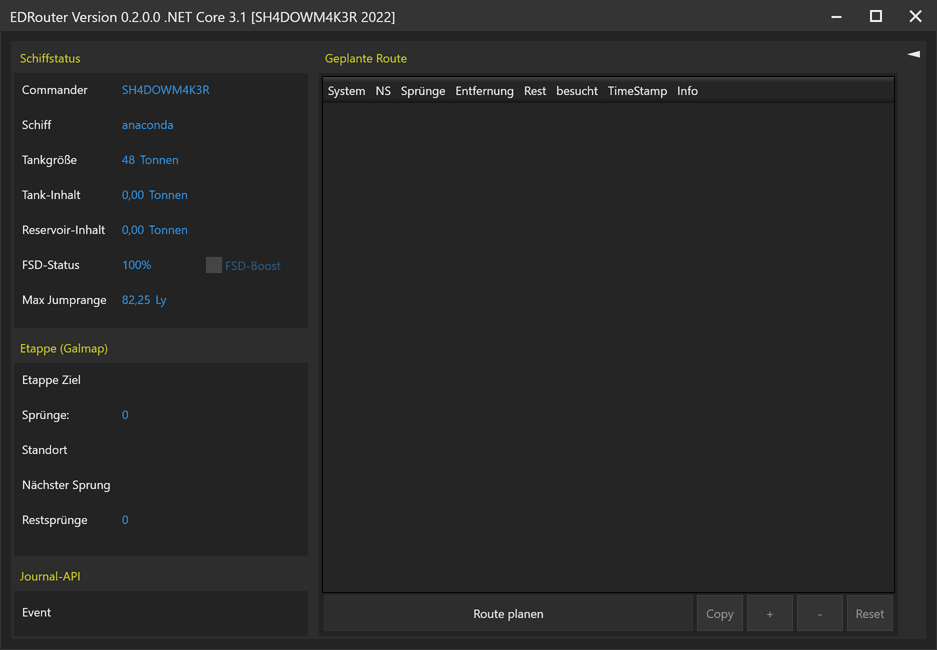 EDRouter Version 0.2.0.0 .NET Core 3.1 [SH4DOWM4K3R 2022]
Schiffstatus
Commander SH4DOWM4K3R
Schiff anaconda
Tankgröße 48 Tonnen
Tank-Inhalt 0,00 Tonnen
Reservoir-Inhalt 0,00 Tonnen
FSD-Status 100% FSD-Boost
Max Jumprange 82,25 Ly
Etappe (Galmap)
Etappe Ziel
Sprünge: 0
Standort
Nächster Sprung
Restsprünge 0
Journal-API
Event
Geplante Route
System NS Sprünge Entfernung Rest besucht TimeStamp Info
Route planen Copy + - Reset